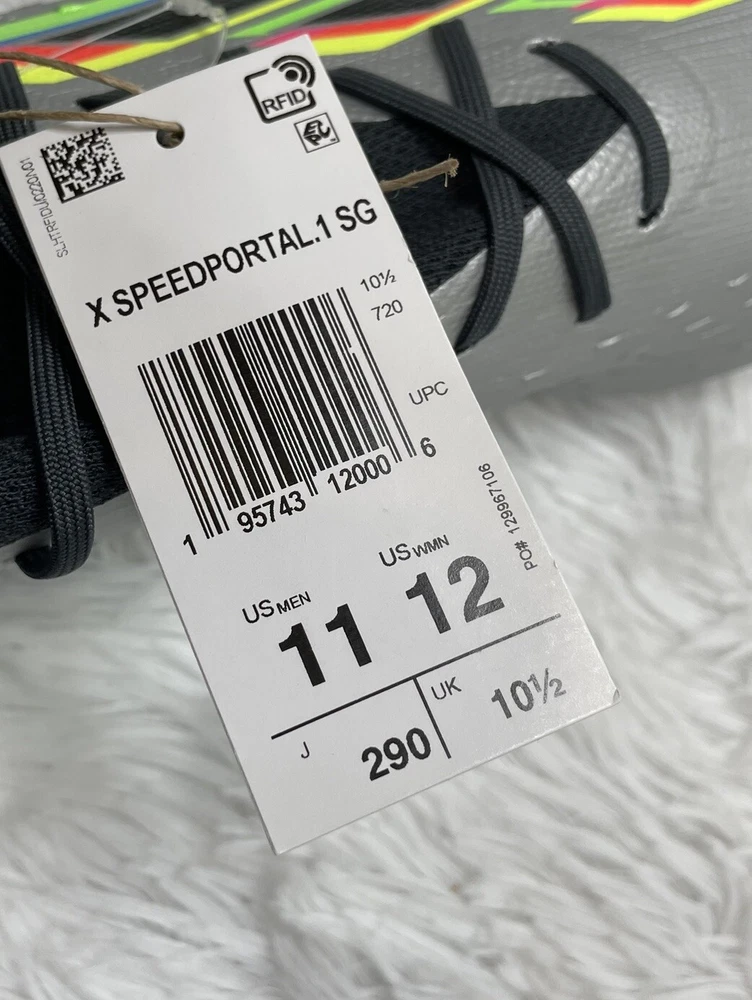 RFID
SLHTRFIDU0220N01
X SPEEDPORTAL.1 SG
10½
720
UPC
1 95743 12000 6
PO# 129967106
US MEN
11
US WMN
12
J
290
UK
10½